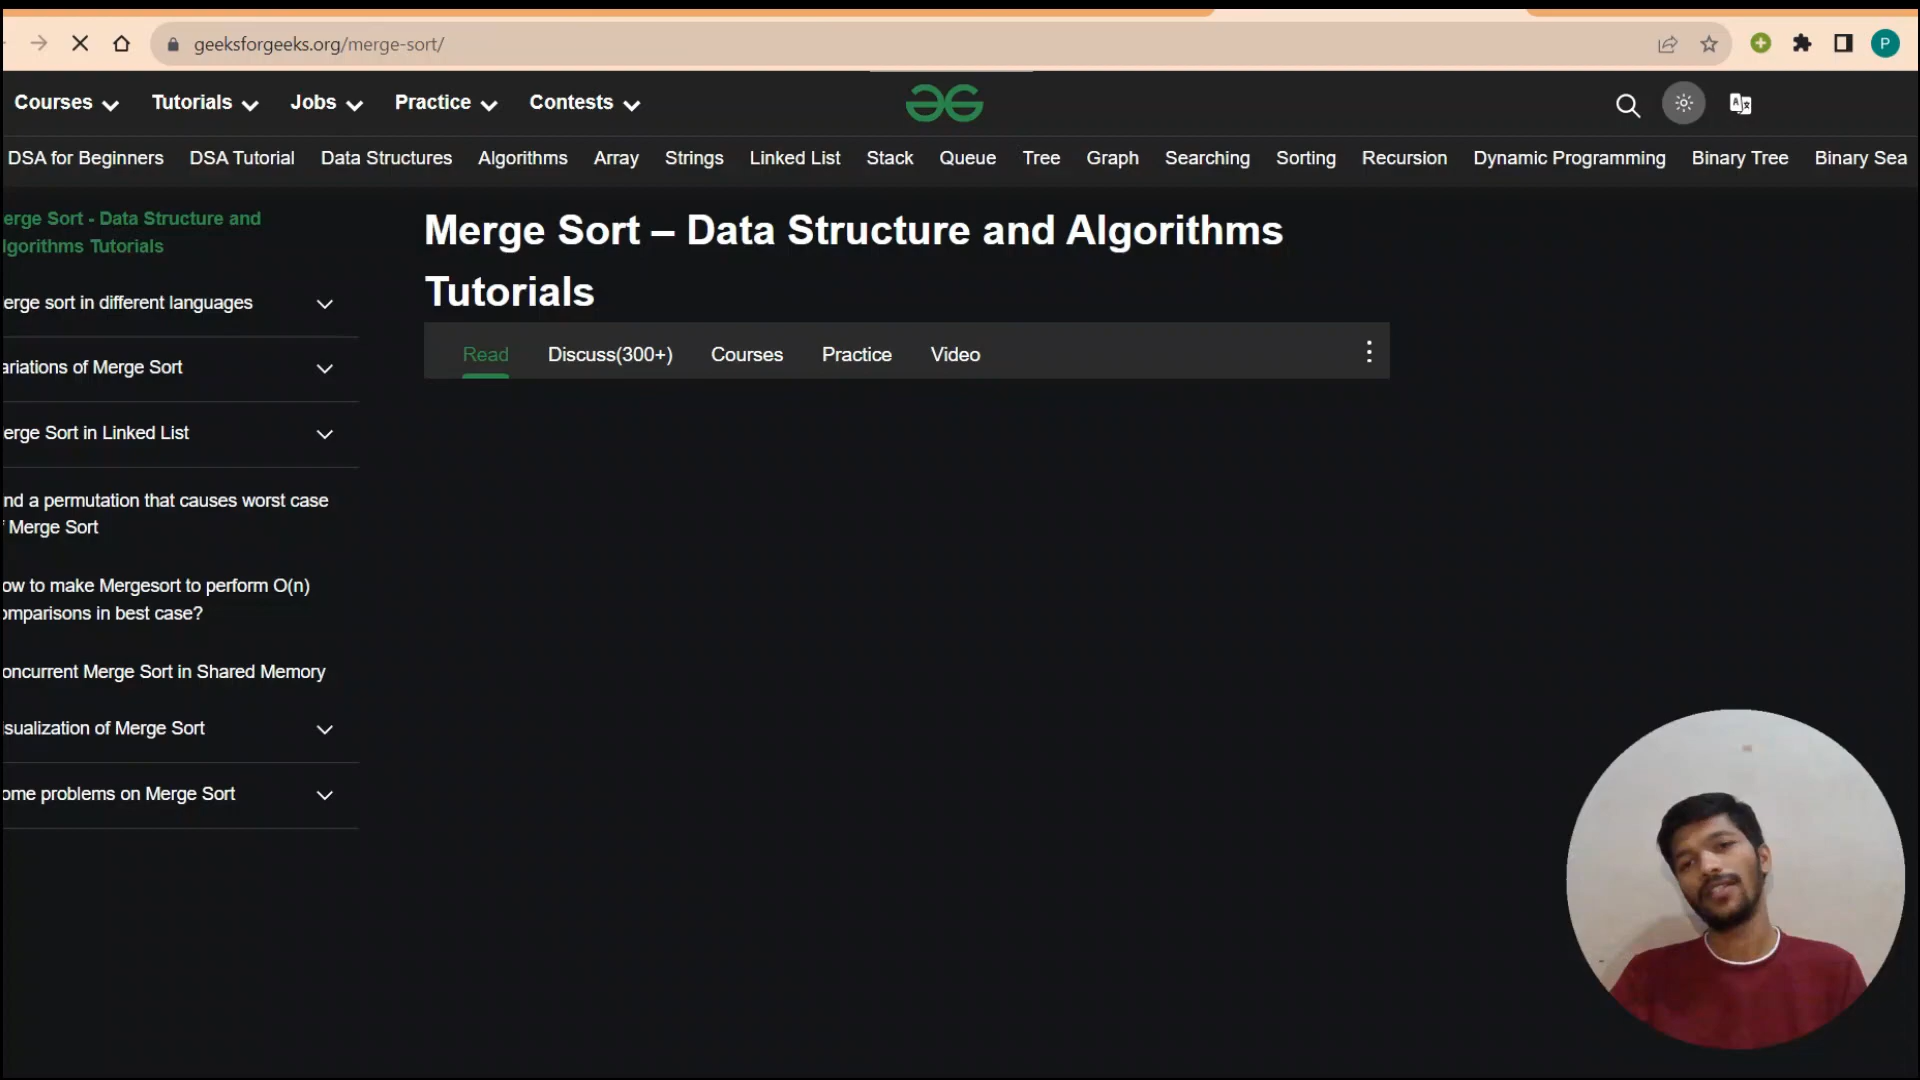 geeksforgeeks.org/merge-sort/
P
Courses Tutorials Jobs Practice Contests
DSA for Beginners DSA Tutorial Data Structures Algorithms Array Strings Linked List Stack Queue Tree Graph Searching Sorting Recursion Dynamic Programming Binary Tree Binary Sea
erge Sort - Data Structure and
lgorithms Tutorials
erge sort in different languages
ariations of Merge Sort
erge Sort in Linked List
nd a permutation that causes worst case
f Merge Sort
ow to make Mergesort to perform O(n)
omparisons in best case?
oncurrent Merge Sort in Shared Memory
isualization of Merge Sort
ome problems on Merge Sort
Merge Sort – Data Structure and Algorithms
Tutorials
Read Discuss(300+) Courses Practice Video